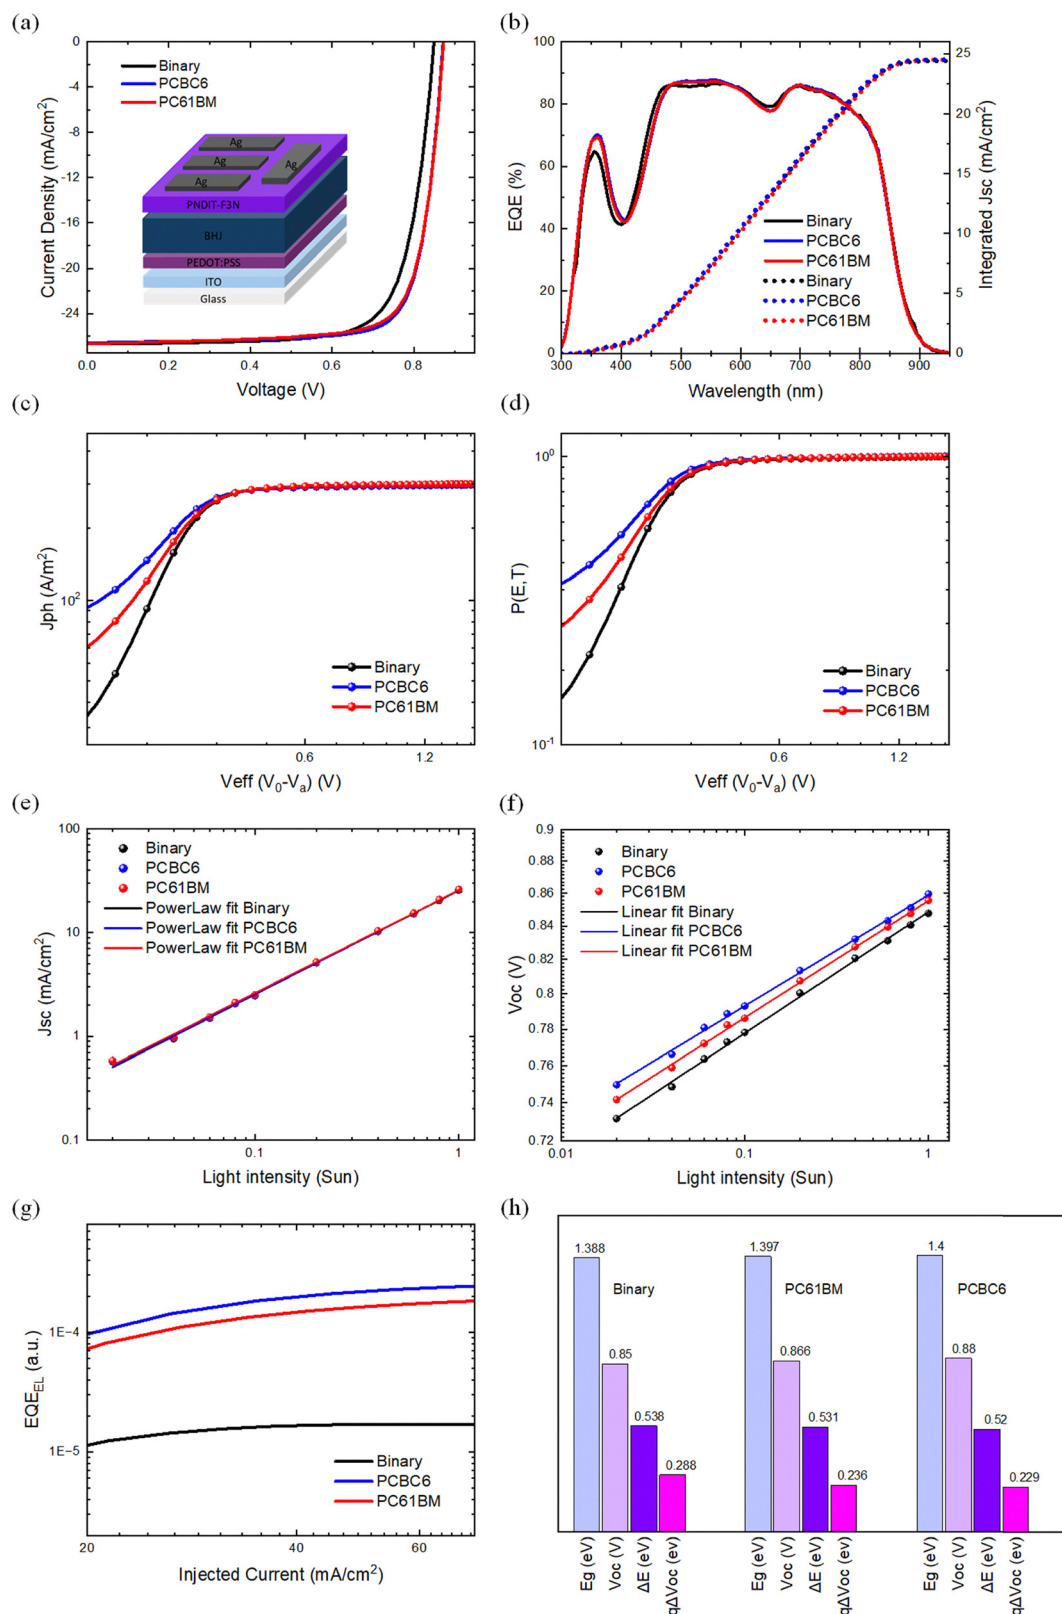 (a)
0
-4
-8
-12
-16
-20
-24
Current Density (mA/cm²)
Binary
PCBC6
PC61BM
Ag
Ag
Ag
Ag
PNDIT-F3N
BHJ
PEDOT:PSS
ITO
Glass
0.0 0.2 0.4 0.6 0.8
Voltage (V)
(b)
100
80
60
40
20
0
EQE (%)
25
20
15
10
5
0
Integrated Jsc (mA/cm²)
Binary
PCBC6
PC61BM
Binary
PCBC6
PC61BM
300 400 500 600 700 800 900
Wavelength (nm)
(c)
10²
Jph (A/m²)
Binary
PCBC6
PC61BM
0.6 1.2
Veff (V₀-Vₐ) (V)
(d)
10⁰
10⁻¹
P(E,T)
Binary
PCBC6
PC61BM
0.6 1.2
Veff (V₀-Vₐ) (V)
(e)
100
10
1
0.1
Jsc (mA/cm²)
Binary
PCBC6
PC61BM
PowerLaw fit Binary
PowerLaw fit PCBC6
PowerLaw fit PC61BM
0.1 1
Light intensity (Sun)
(f)
0.9
0.88
0.86
0.84
0.82
0.8
0.78
0.76
0.74
0.72
Voc (V)
Binary
PCBC6
PC61BM
Linear fit Binary
Linear fit PCBC6
Linear fit PC61BM
0.01 0.1 1
Light intensity (Sun)
(g)
1E-4
1E-5
EQE_EL (a.u.)
Binary
PCBC6
PC61BM
20 40 60
Injected Current (mA/cm²)
(h)
1.388 1.397 1.4
Binary PC61BM PCBC6
0.85 0.866 0.88
0.538 0.531 0.52
0.288 0.236 0.229
Eg (eV) Voc (V) ΔE (eV) qΔVoc (ev) Eg (eV) Voc (V) ΔE (eV) qΔVoc (ev) Eg (eV) Voc (V) ΔE (eV) qΔVoc (ev)